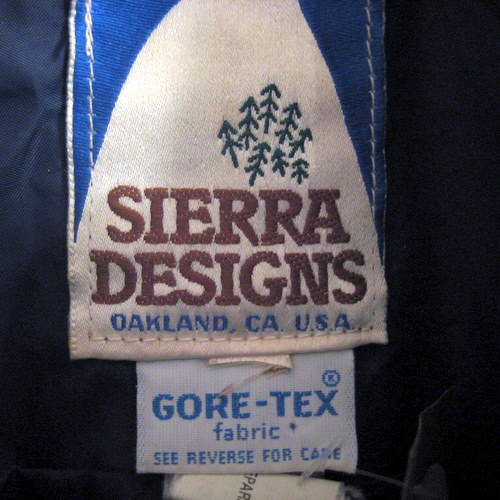 SIERRA
DESIGNS
OAKLAND, CA. U.S.A.
GORE-TEX®
fabric
SEE REVERSE FOR CARE